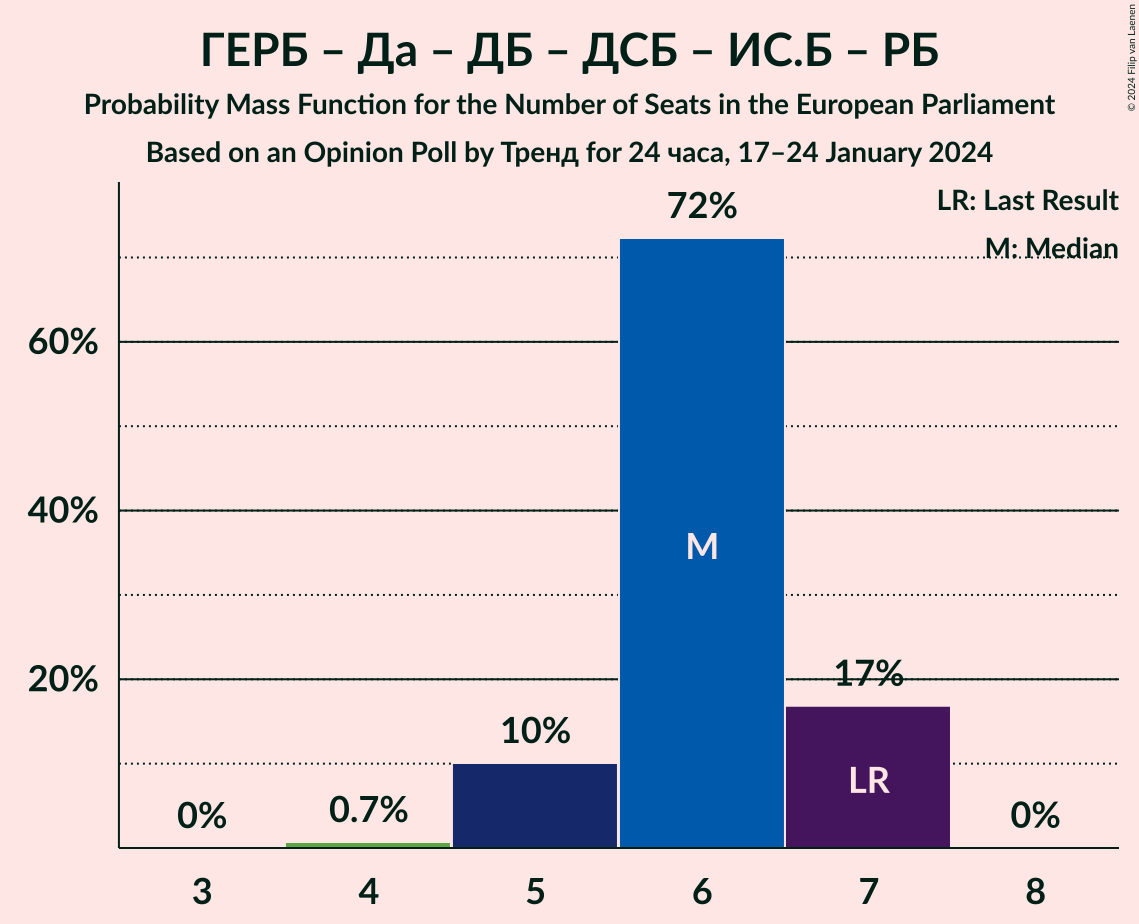 ГЕРБ – Да – ДБ – ДСБ – ИС.Б – РБ
Probability Mass Function for the Number of Seats in the European Parliament
Based on an Opinion Poll by Тренд for 24 часа, 17–24 January 2024
© 2024 Filip van Laenen
LR: Last Result
M: Median
72%
60%
40%
20%
M
17%
LR
10%
0.7%
0%
0%
3 4 5 6 7 8